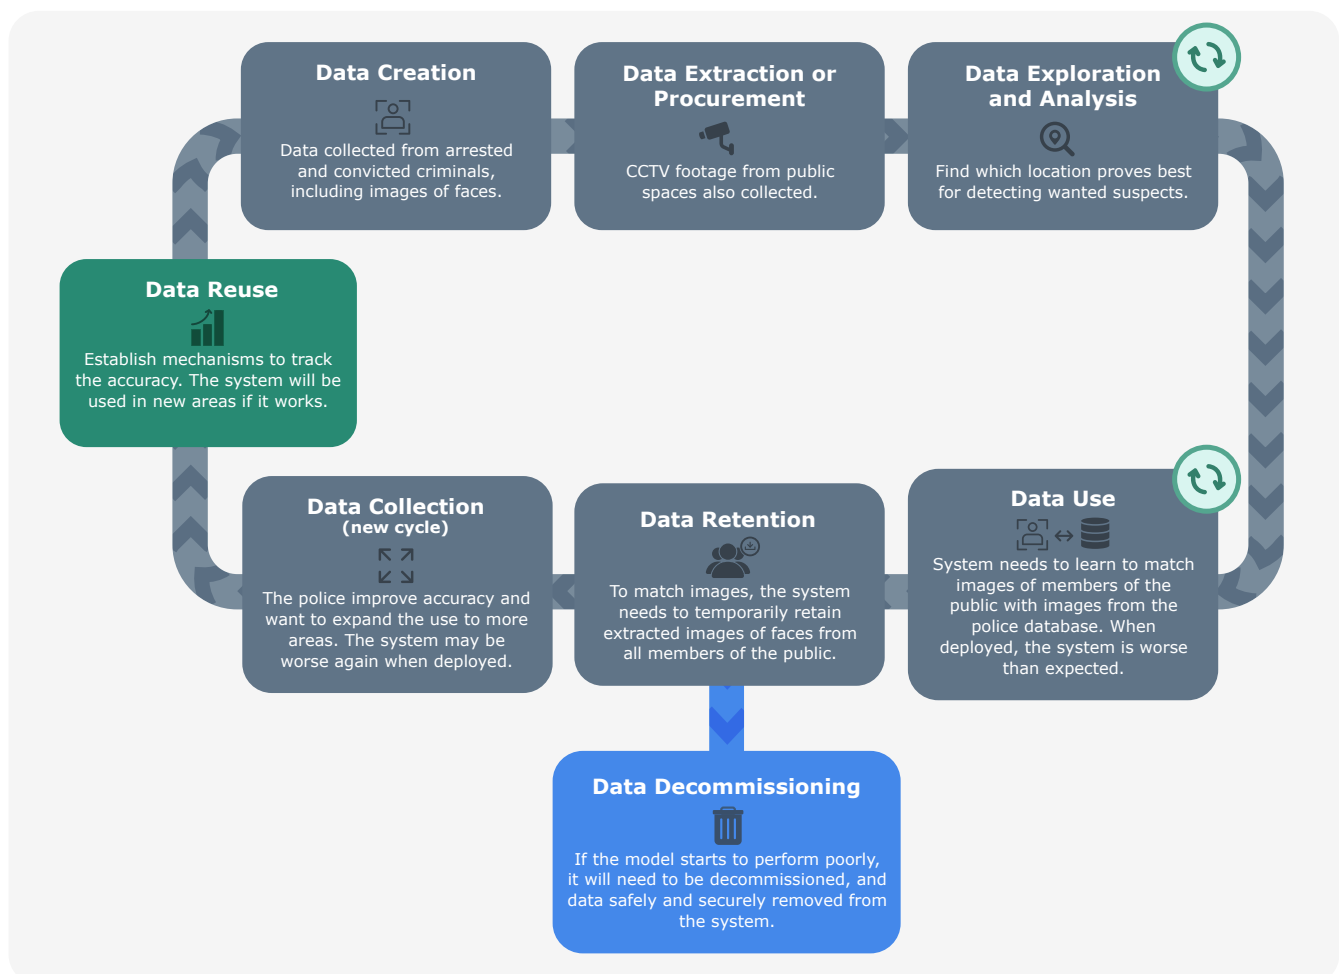 Data Creation
Data collected from arrested
and convicted criminals,
including images of faces.
Data Extraction or
Procurement
CCTV footage from public
spaces also collected.
Data Exploration
and Analysis
Find which location proves best
for detecting wanted suspects.
Data Reuse
Establish mechanisms to track
the accuracy. The system will be
used in new areas if it works.
Data Collection
(new cycle)
The police improve accuracy and
want to expand the use to more
areas. The system may be
worse again when deployed.
Data Retention
To match images, the system
needs to temporarily retain
extracted images of faces from
all members of the public.
Data Use
System needs to learn to match
images of members of the
public with images from the
police database. When
deployed, the system is worse
than expected.
Data Decommissioning
If the model starts to perform poorly,
it will need to be decommissioned, and
data safely and securely removed from
the system.